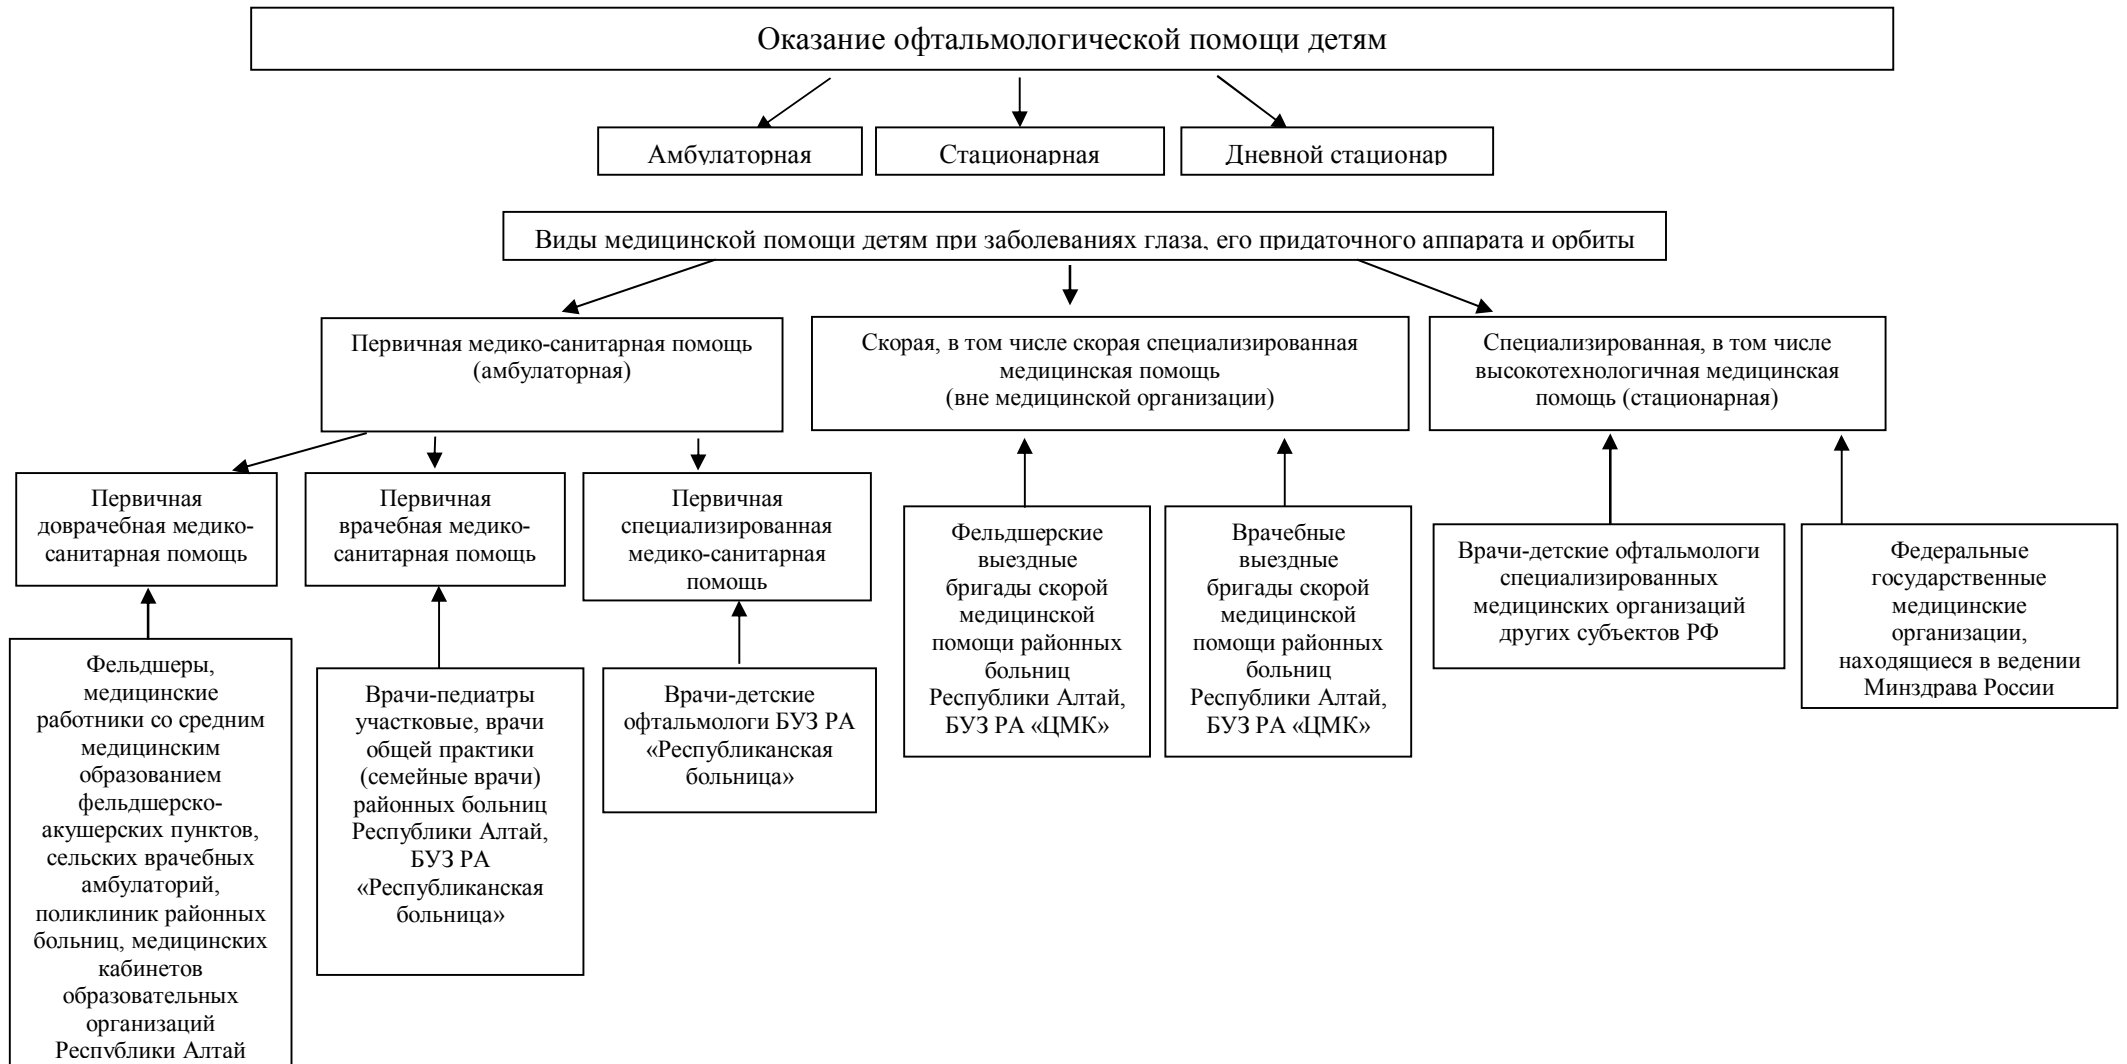 Оказание офтальмологической помощи детям
Амбулаторная
Стационарная
Дневной стационар
Виды медицинской помощи детям при заболеваниях глаза, его придаточного аппарата и орбиты
Первичная медико-санитарная помощь
(амбулаторная)
Скорая, в том числе скорая специализированная
медицинская помощь
(вне медицинской организации)
Специализированная, в том числе
высокотехнологичная медицинская
помощь (стационарная)
Первичная
доврачебная медико-
санитарная помощь
Первичная
врачебная медико-
санитарная помощь
Первичная
специализированная
медико-санитарная
помощь
Фельдшерские
выездные
бригады скорой
медицинской
помощи районных
больниц
Республики Алтай,
БУЗ РА «ЦМК»
Врачебные
выездные
бригады скорой
медицинской
помощи районных
больниц
Республики Алтай,
БУЗ РА «ЦМК»
Врачи-детские офтальмологи
специализированных
медицинских организаций
других субъектов РФ
Федеральные
государственные
медицинские
организации,
находящиеся в ведении
Минздрава России
Фельдшеры,
медицинские
работники со средним
медицинским
образованием
фельдшерско-
акушерских пунктов,
сельских врачебных
амбулаторий,
поликлиник районных
больниц, медицинских
кабинетов
образовательных
организаций
Республики Алтай
Врачи-педиатры
участковые, врачи
общей практики
(семейные врачи)
районных больниц
Республики Алтай,
БУЗ РА
«Республиканская
больница»
Врачи-детские
офтальмологи БУЗ РА
«Республиканская
больница»